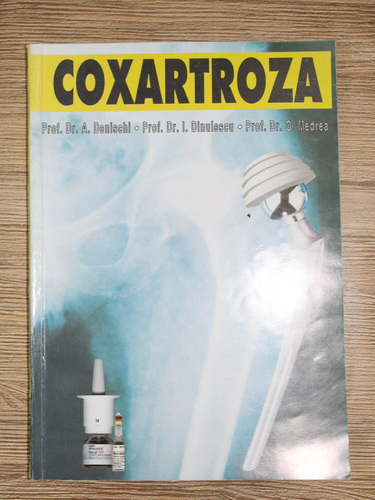 COXARTROZA
Prof. Dr. A. Denischi • Prof. Dr. I. Dinulescu • Prof. Dr. O. Medrea